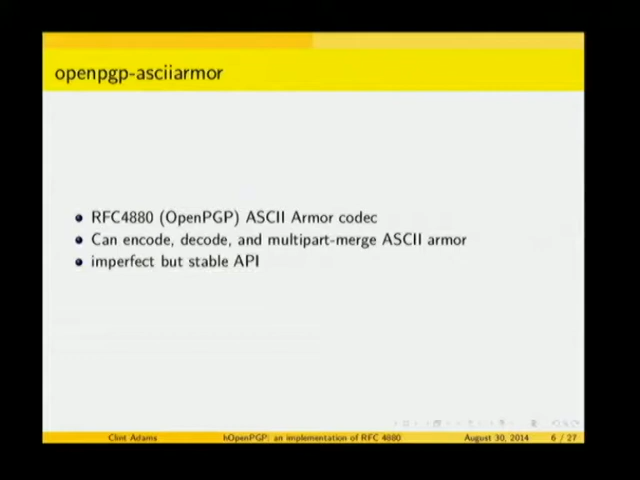 openpgp-asciiarmor
RFC4880 (OpenPGP) ASCII Armor codec
Can encode, decode, and multipart-merge ASCII armor
imperfect but stable API
Clint Adams hOpenPGP: an implementation of RFC 4880 August 30, 2014 6 / 27